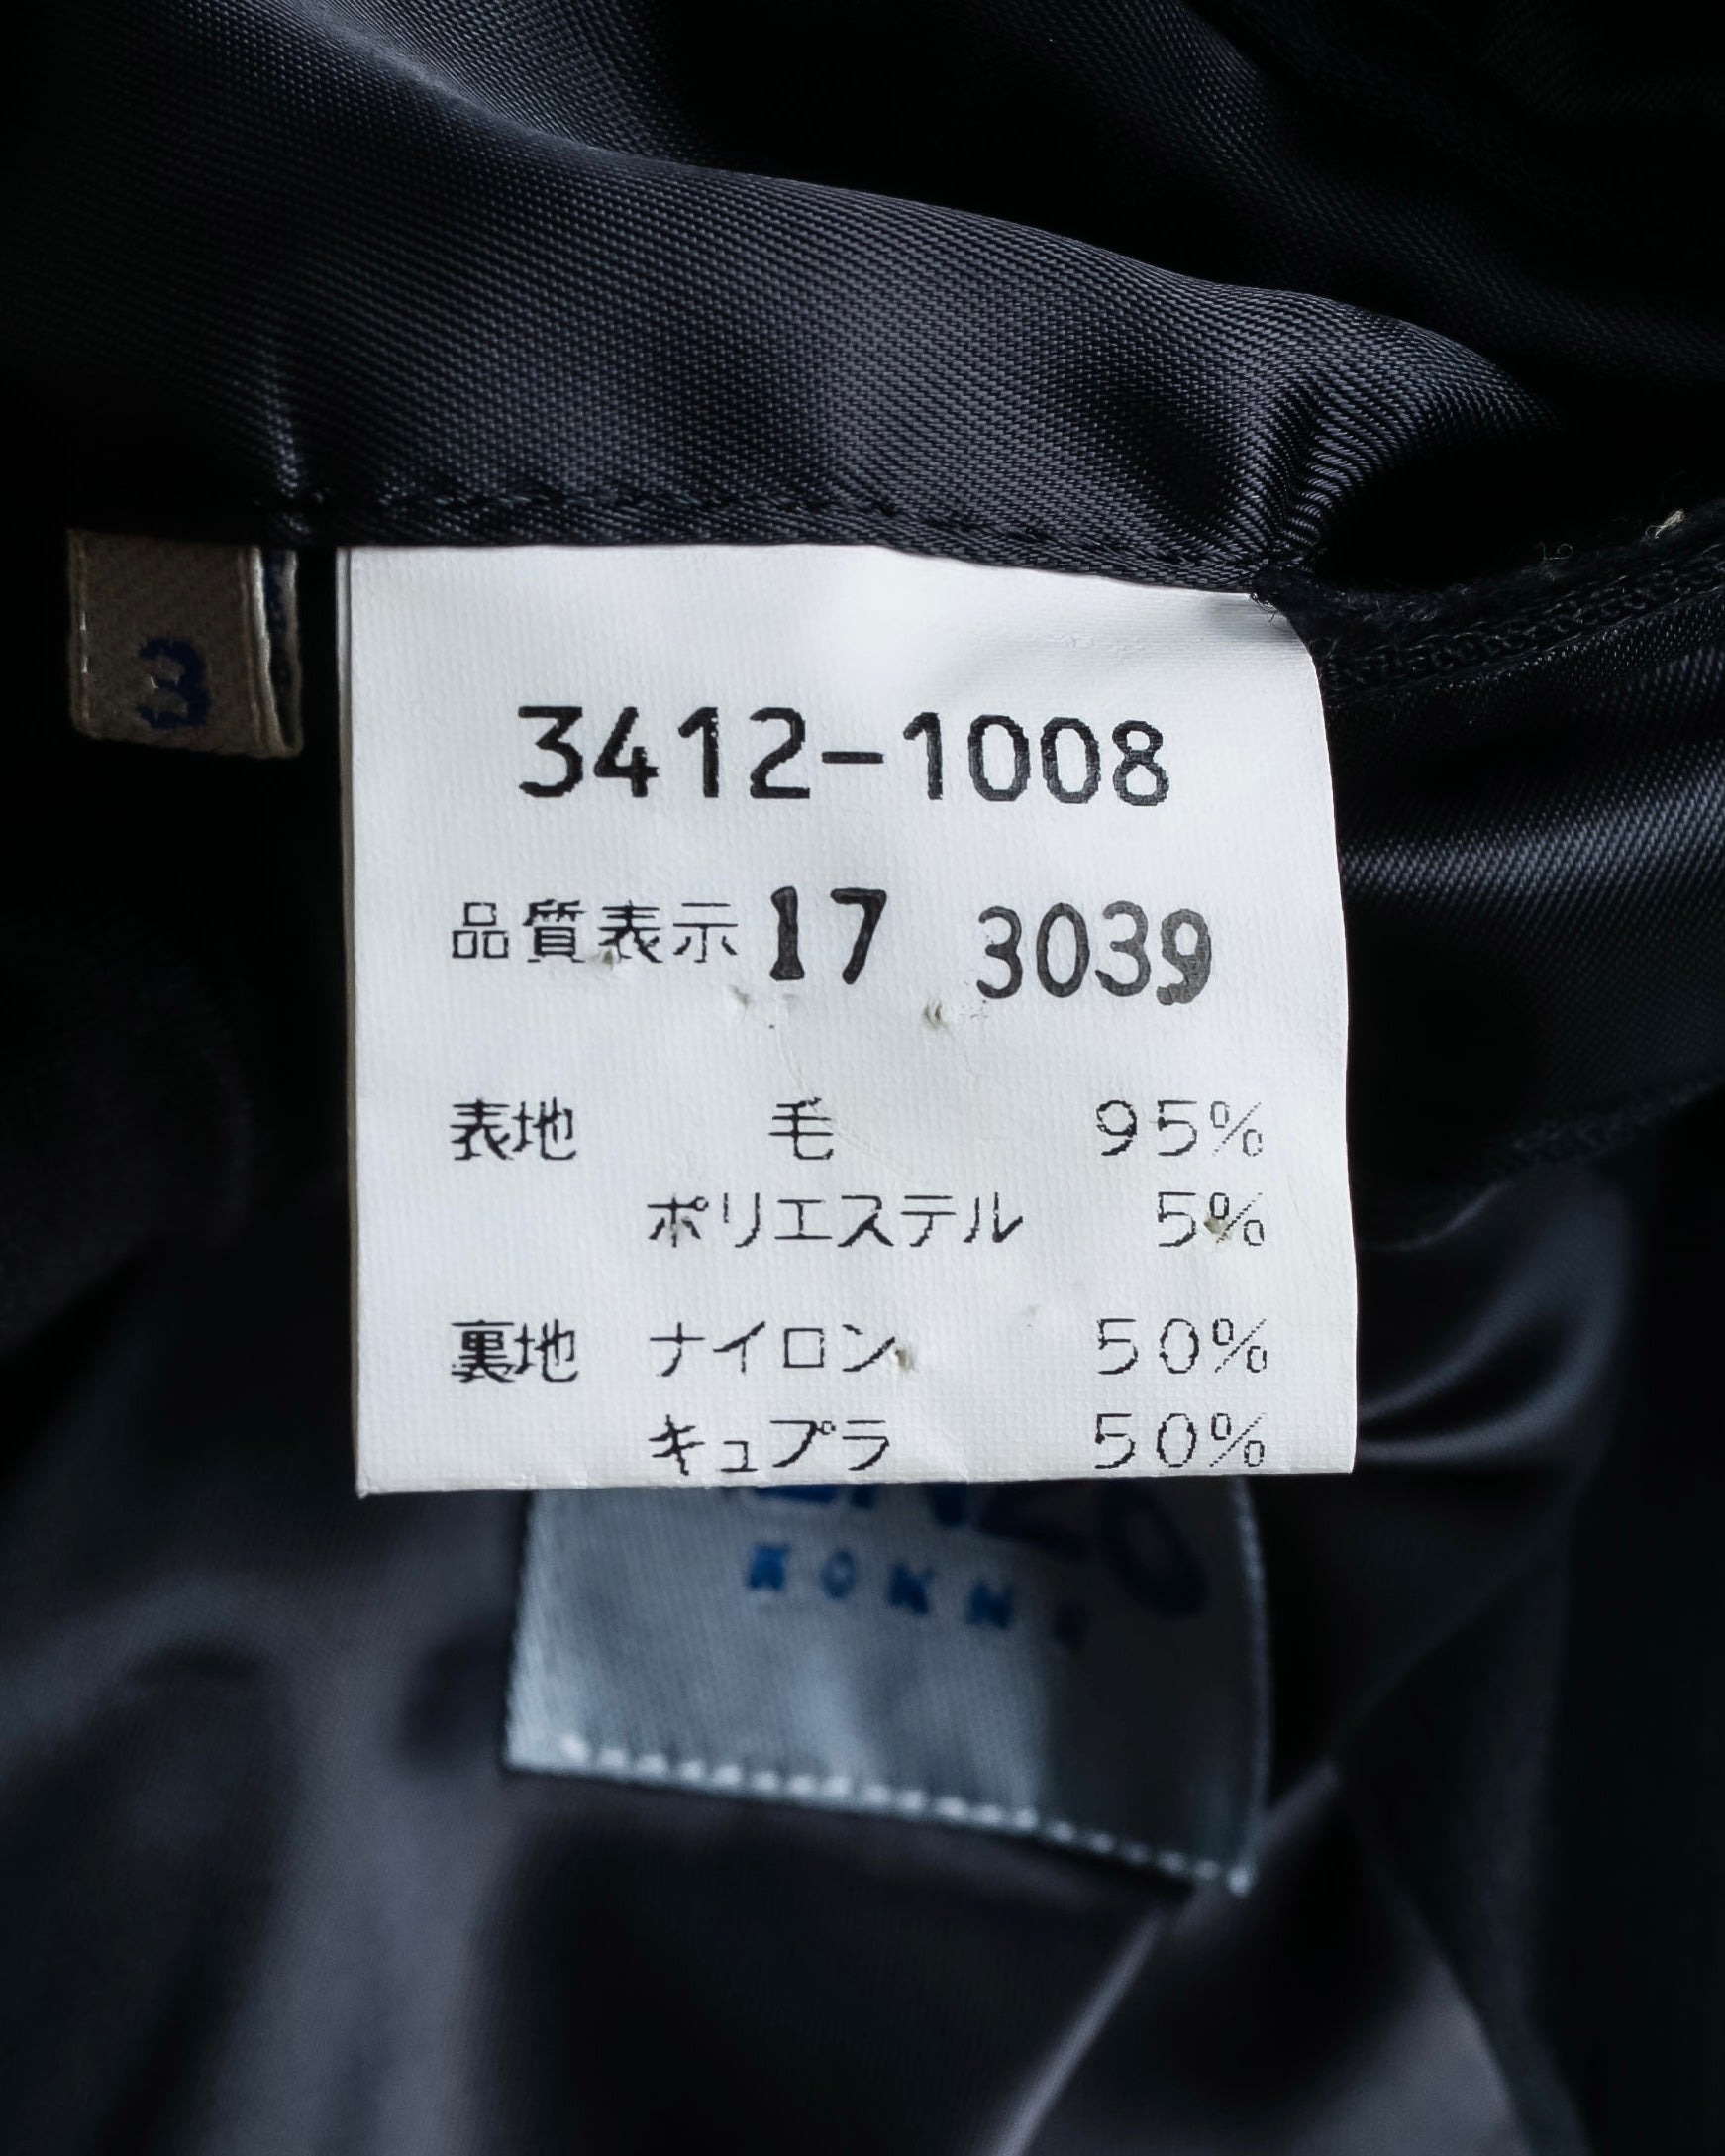 3
3412-1008
品質表示 17 3039
表地 毛 95%
ポリエステル 5%
裏地 ナイロン 50%
キュプラ 50%
HOMME